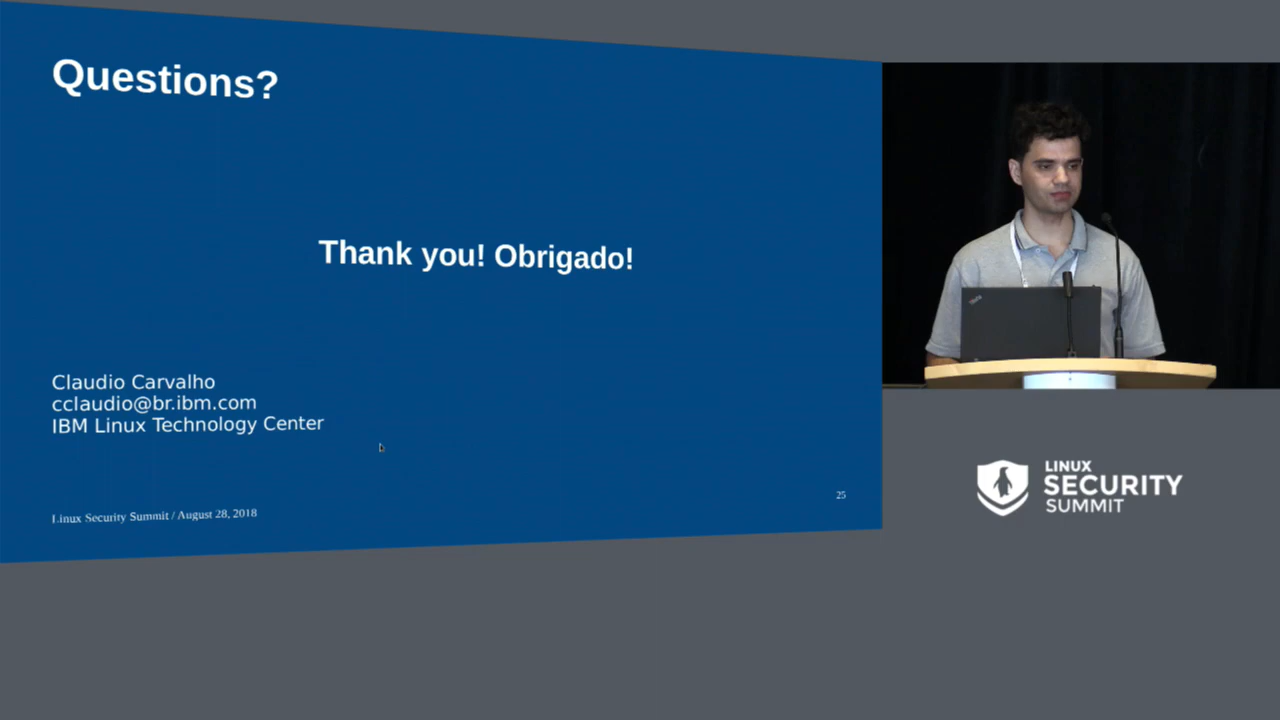 Questions?
Thank you! Obrigado!
Claudio Carvalho
cclaudio@br.ibm.com
IBM Linux Technology Center
25
Linux Security Summit / August 28, 2018
LINUX
SECURITY
SUMMIT